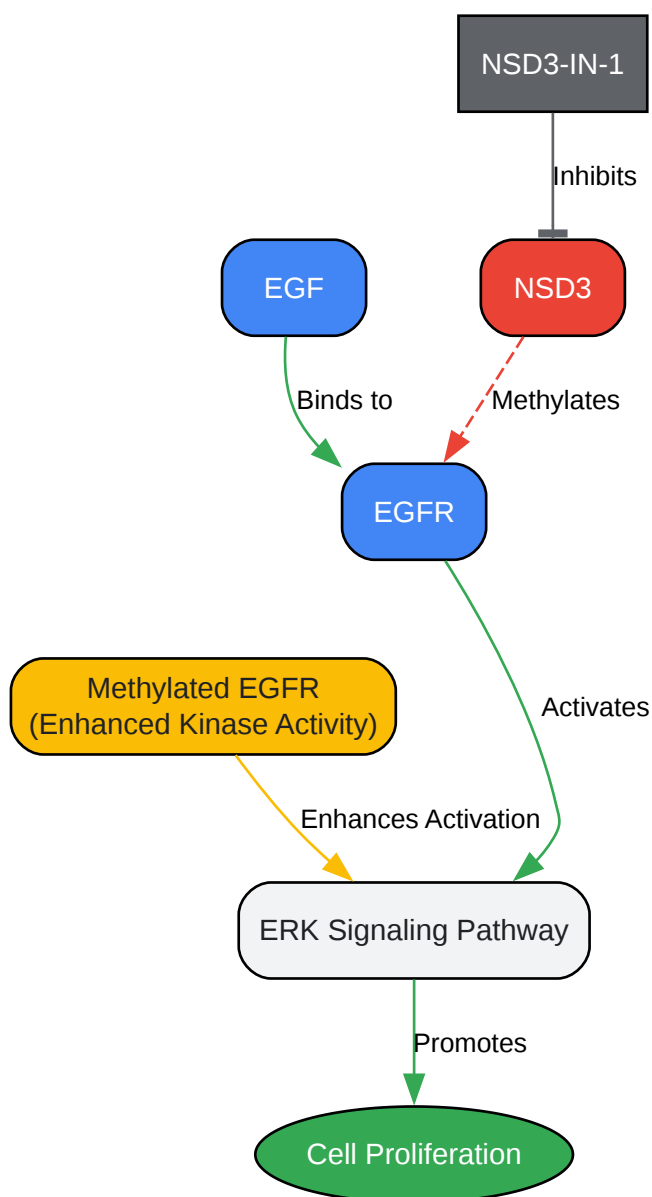 NSD3-IN-1
Inhibits
EGF
NSD3
Binds to
Methylates
EGFR
Methylated EGFR
(Enhanced Kinase Activity)
Activates
Enhances Activation
ERK Signaling Pathway
Promotes
Cell Proliferation